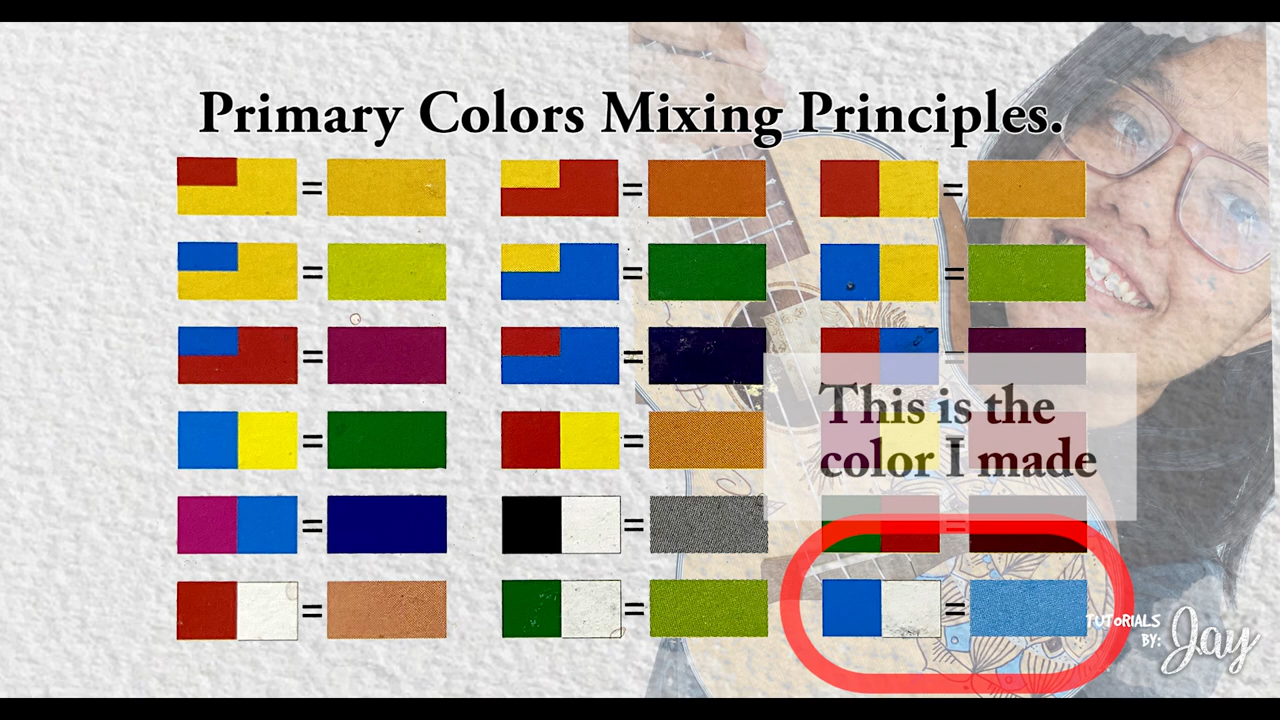 Primary Colors Mixing Principles.
= = =
= = =
= = =
This is the
color I made
= =
= = =
= = =
TUTORIALS
BY: Jay